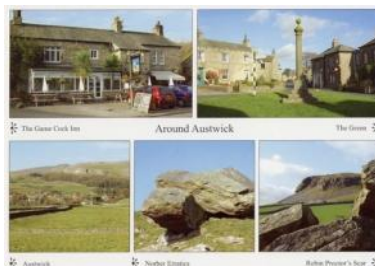 The Game Cock Inn
Around Austwick
The Green
Austwick
Norber Erratics
Robin Proctor's Scar